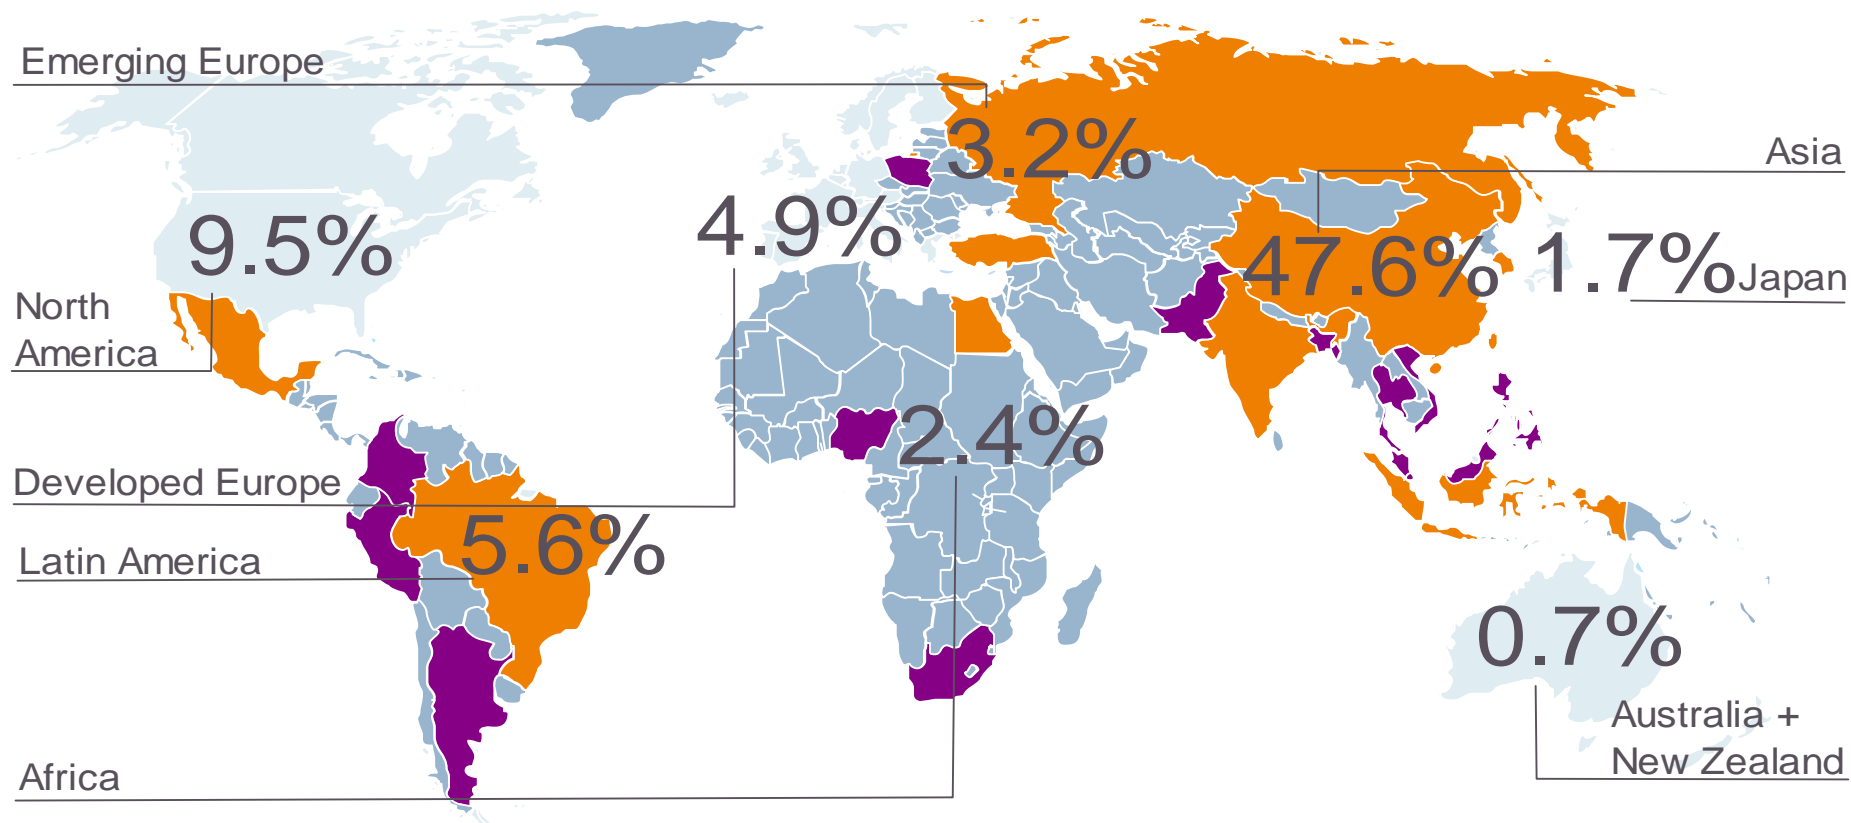 Emerging Europe
3.2%
Asia
4.9%
9.5%
47.6%
1.7%
Japan
North
America
2.4%
Developed Europe
5.6%
Latin America
0.7%
Australia +
New Zealand
Africa